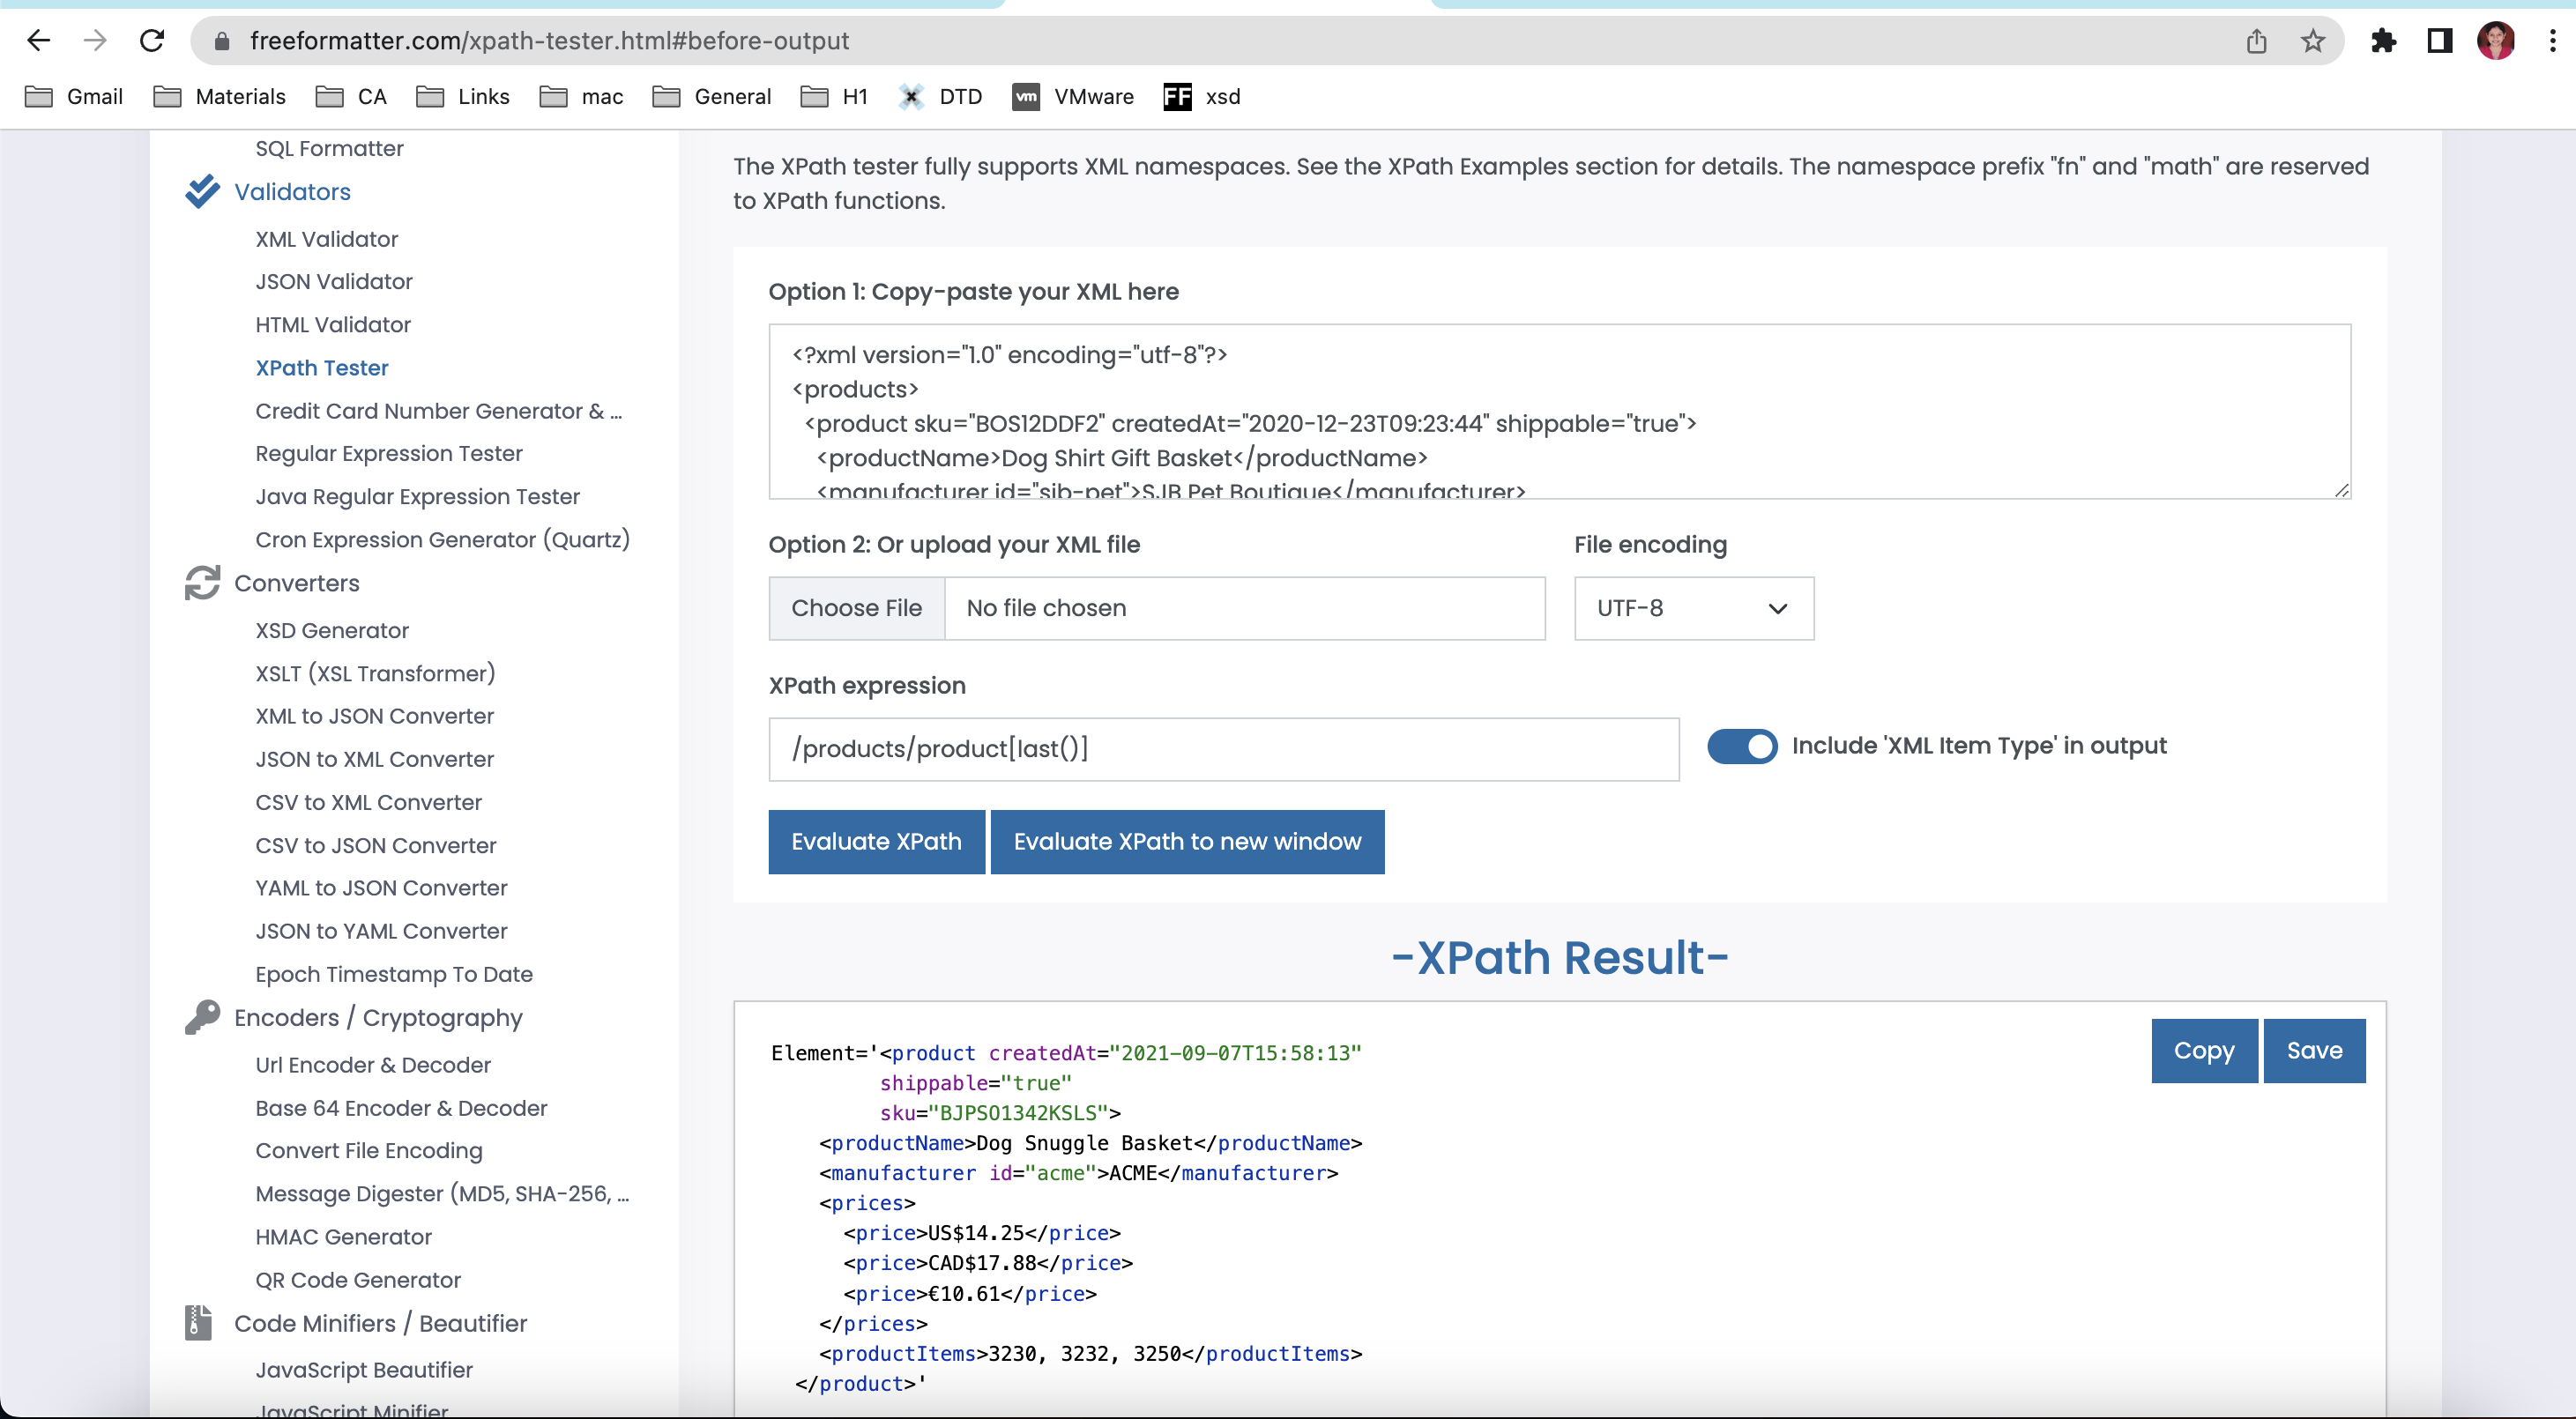 freeformatter.com/xpath-tester.html#before-output
Gmail Materials CA Links mac General H1 DTD vm VMware FF xsd
SQL Formatter
Validators
XML Validator
JSON Validator
HTML Validator
XPath Tester
Credit Card Number Generator & ...
Regular Expression Tester
Java Regular Expression Tester
Cron Expression Generator (Quartz)
Converters
XSD Generator
XSLT (XSL Transformer)
XML to JSON Converter
JSON to XML Converter
CSV to XML Converter
CSV to JSON Converter
YAML to JSON Converter
JSON to YAML Converter
Epoch Timestamp To Date
Encoders / Cryptography
Url Encoder & Decoder
Base 64 Encoder & Decoder
Convert File Encoding
Message Digester (MD5, SHA-256, ...
HMAC Generator
QR Code Generator
Code Minifiers / Beautifier
JavaScript Beautifier
JavaScript Minifier
The XPath tester fully supports XML namespaces. See the XPath Examples section for details. The namespace prefix "fn" and "math" are reserved
to XPath functions.
Option 1: Copy-paste your XML here
<?xml version="1.0" encoding="utf-8"?>
<products>
<product sku="BOS12DDF2" createdAt="2020-12-23T09:23:44" shippable="true">
<productName>Dog Shirt Gift Basket</productName>
<manufacturer id="sjb-pet">SJB Pet Boutique</manufacturer>
Option 2: Or upload your XML file
File encoding
Choose File No file chosen
UTF-8
XPath expression
/products/product[last()]
Include 'XML Item Type' in output
Evaluate XPath
Evaluate XPath to new window
-XPath Result-
Copy
Save
Element='<product createdAt="2021-09-07T15:58:13"
shippable="true"
sku="BJPSO1342KSLS">
<productName>Dog Snuggle Basket</productName>
<manufacturer id="acme">ACME</manufacturer>
<prices>
<price>US$14.25</price>
<price>CAD$17.88</price>
<price>€10.61</price>
</prices>
<productItems>3230, 3232, 3250</productItems>
</product>'